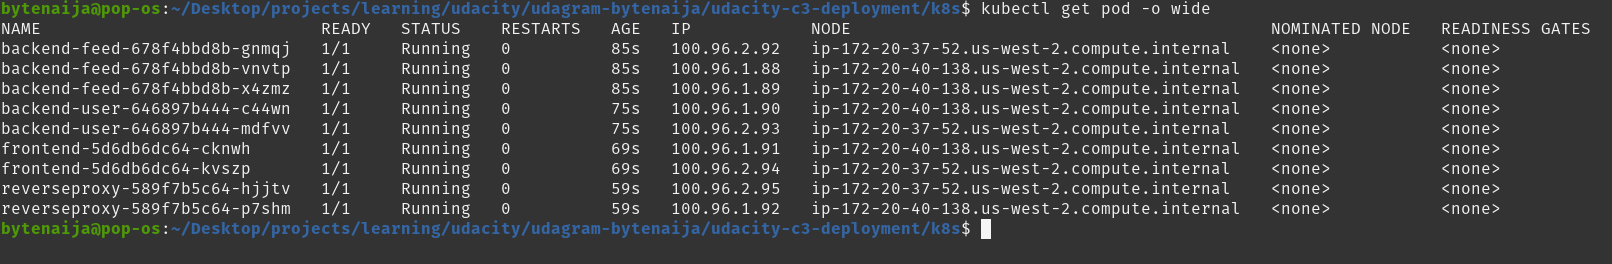 bytenaija@pop-os:~/Desktop/projects/learning/udacity/udagram-bytenaija/udacity-c3-deployment/k8s$ kubectl get pod -o wide
NAME READY STATUS RESTARTS AGE IP NODE NOMINATED NODE READINESS GATES
backend-feed-678f4bbd8b-gnmqj 1/1 Running 0 85s 100.96.2.92 ip-172-20-37-52.us-west-2.compute.internal <none> <none>
backend-feed-678f4bbd8b-vnvtp 1/1 Running 0 85s 100.96.1.88 ip-172-20-40-138.us-west-2.compute.internal <none> <none>
backend-feed-678f4bbd8b-x4zmz 1/1 Running 0 85s 100.96.1.89 ip-172-20-40-138.us-west-2.compute.internal <none> <none>
backend-user-646897b444-c44wn 1/1 Running 0 75s 100.96.1.90 ip-172-20-40-138.us-west-2.compute.internal <none> <none>
backend-user-646897b444-mdfvv 1/1 Running 0 75s 100.96.2.93 ip-172-20-37-52.us-west-2.compute.internal <none> <none>
frontend-5d6db6dc64-cknwh 1/1 Running 0 69s 100.96.1.91 ip-172-20-40-138.us-west-2.compute.internal <none> <none>
frontend-5d6db6dc64-kvszp 1/1 Running 0 69s 100.96.2.94 ip-172-20-37-52.us-west-2.compute.internal <none> <none>
reverseproxy-589f7b5c64-hjjtv 1/1 Running 0 59s 100.96.2.95 ip-172-20-37-52.us-west-2.compute.internal <none> <none>
reverseproxy-589f7b5c64-p7shm 1/1 Running 0 59s 100.96.1.92 ip-172-20-40-138.us-west-2.compute.internal <none> <none>
bytenaija@pop-os:~/Desktop/projects/learning/udacity/udagram-bytenaija/udacity-c3-deployment/k8s$